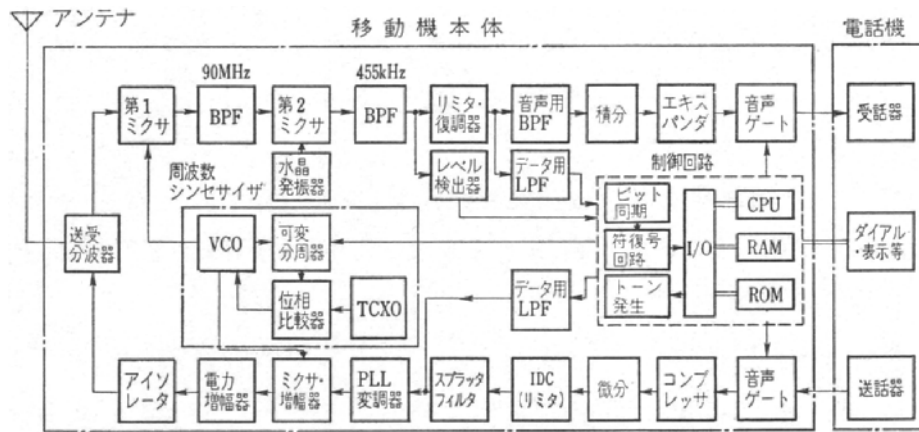 アンテナ
移動機本体
電話機
90MHz
455kHz
第1
ミクサ
BPF
第2
ミクサ
BPF
リミタ・
復調器
音声用
BPF
積分
エキス
パンダ
音声
ゲート
受話器
水晶
発振器
レベル
検出器
データ用
LPF
制御回路
周波数
シンセサイザ
ビット
同期
CPU
送受
分波器
VCO
可変
分周器
符復号
回路
I/O
RAM
ダイアル
・表示等
位相
比較器
TCXO
データ用
LPF
トーン
発生
ROM
アイソ
レータ
電力
増幅器
ミクサ・
増幅器
PLL
変調器
スプラッタ
フィルタ
IDC
(リミタ)
微分
コンプ
レッサ
音声
ゲート
送話器